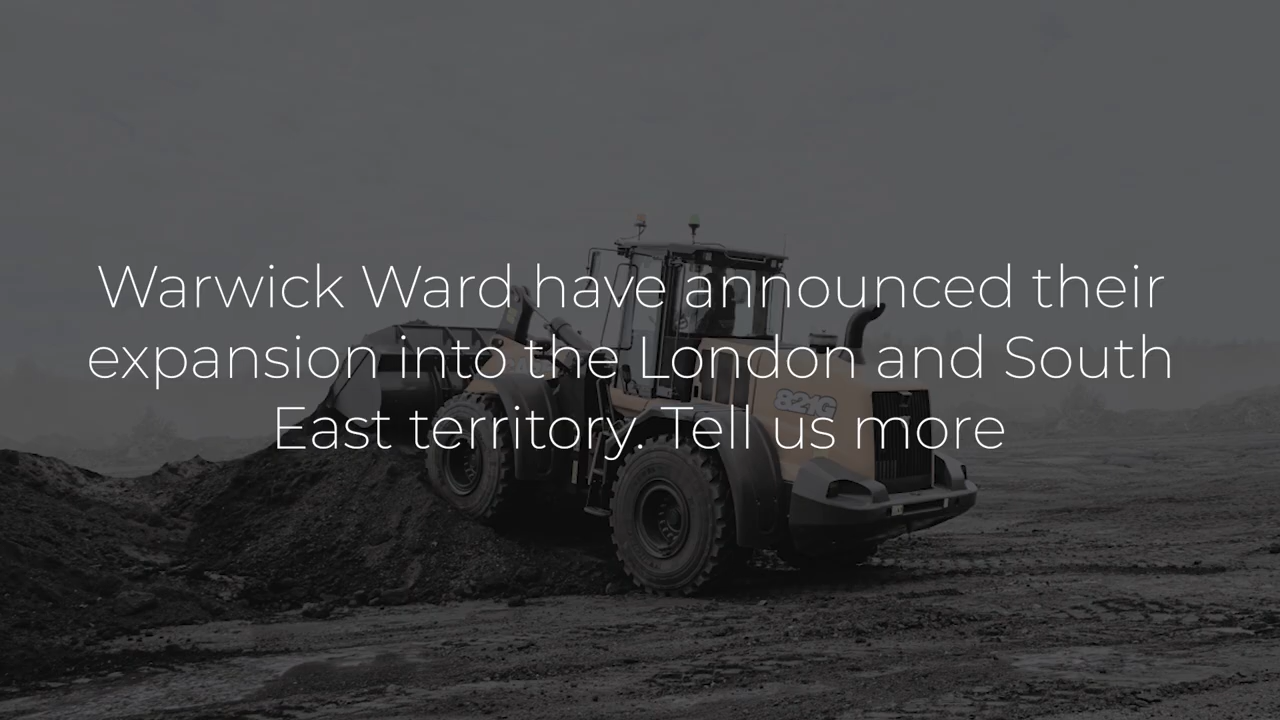 Warwick Ward have announced their
expansion into the London and South
East territory. Tell us more
821G